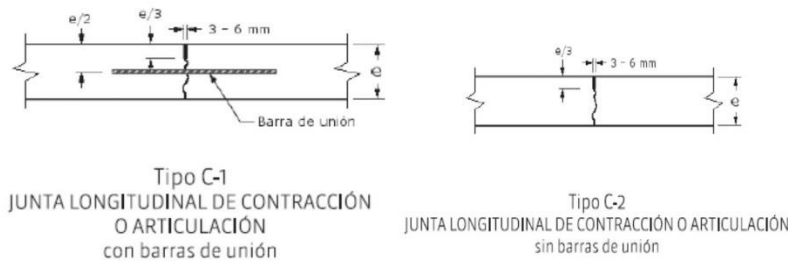 e/2
e/3
3 - 6 mm
e
Barra de unión
Tipo C-1
JUNTA LONGITUDINAL DE CONTRACCIÓN
O ARTICULACIÓN
con barras de unión
e/3
3 - 6 mm
e
Tipo C-2
JUNTA LONGITUDINAL DE CONTRACCIÓN O ARTICULACIÓN
sin barras de unión